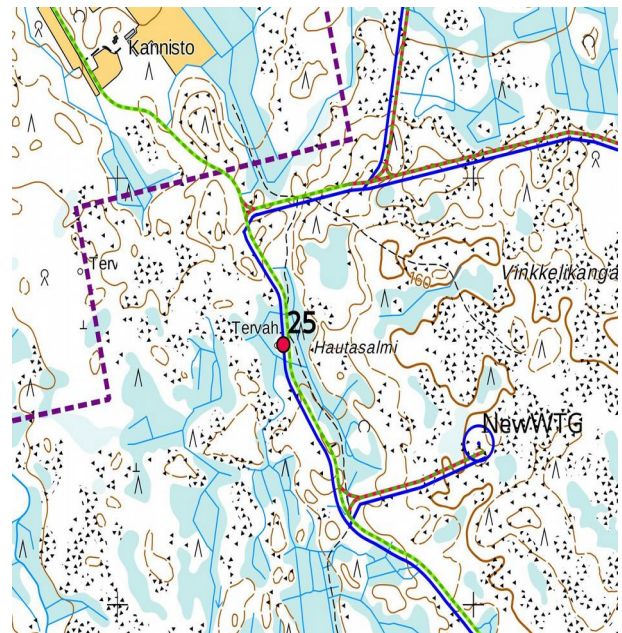 Kannisto
Terv
160
Vinkkelikanga
25
Tervah
Hautasalmi
NewWTG